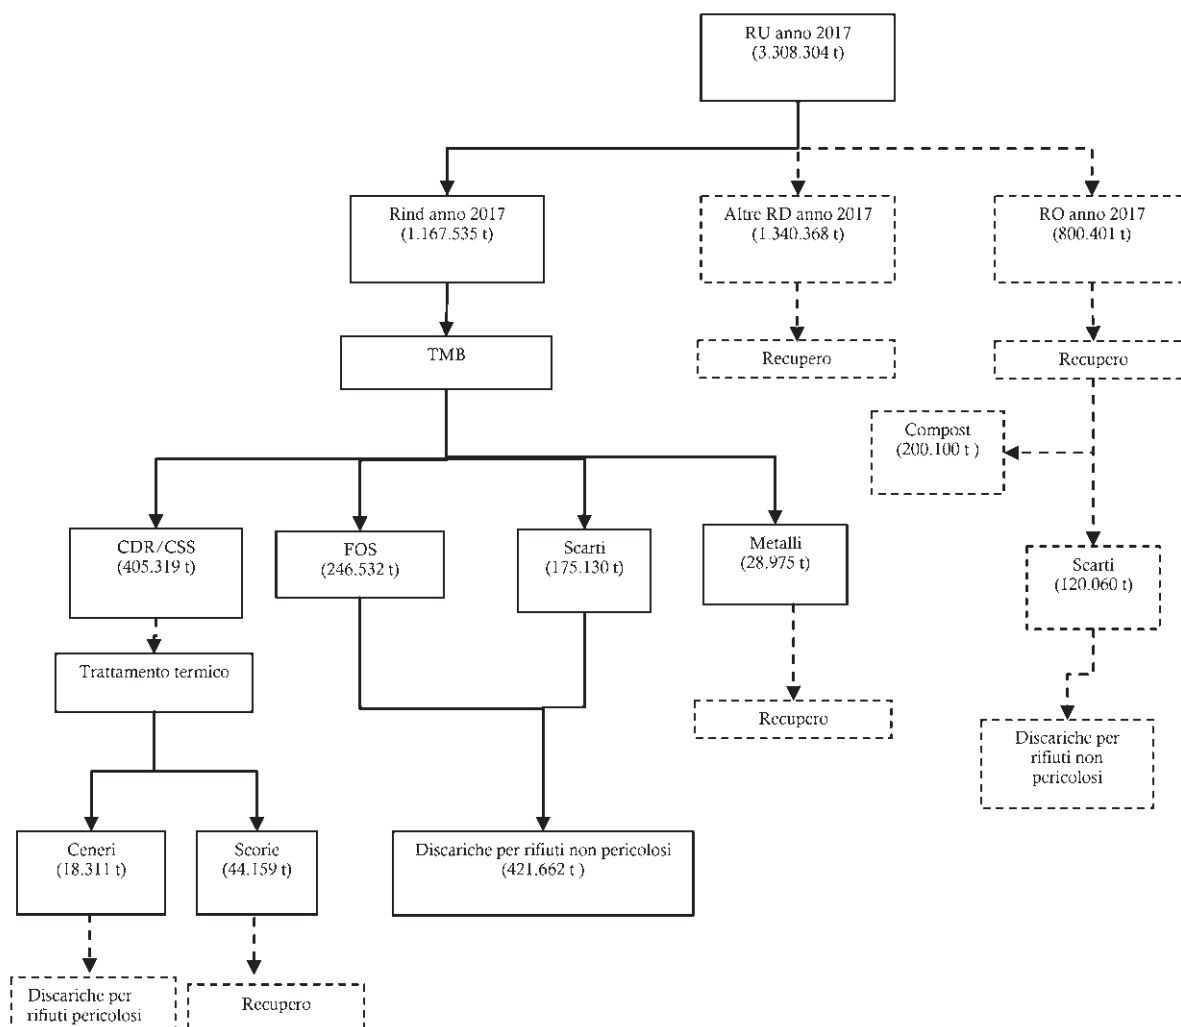 RU anno 2017
(3.308.304 t)
Rind anno 2017
(1.167.535 t)
Altre RD anno 2017
(1.340.368 t)
RO anno 2017
(800.401 t)
TMB
Recupero
Recupero
Compost
(200.100 t )
CDR/CSS
(405.319 t)
FOS
(246.532 t)
Scarti
(175.130 t)
Metalli
(28.975 t)
Scarti
(120.060 t)
Trattamento termico
Recupero
Discariche per
rifiuti non
pericolosi
Ceneri
(18.311 t)
Scorie
(44.159 t)
Discariche per rifiuti non pericolosi
(421.662 t )
Discariche per
rifiuti pericolosi
Recupero